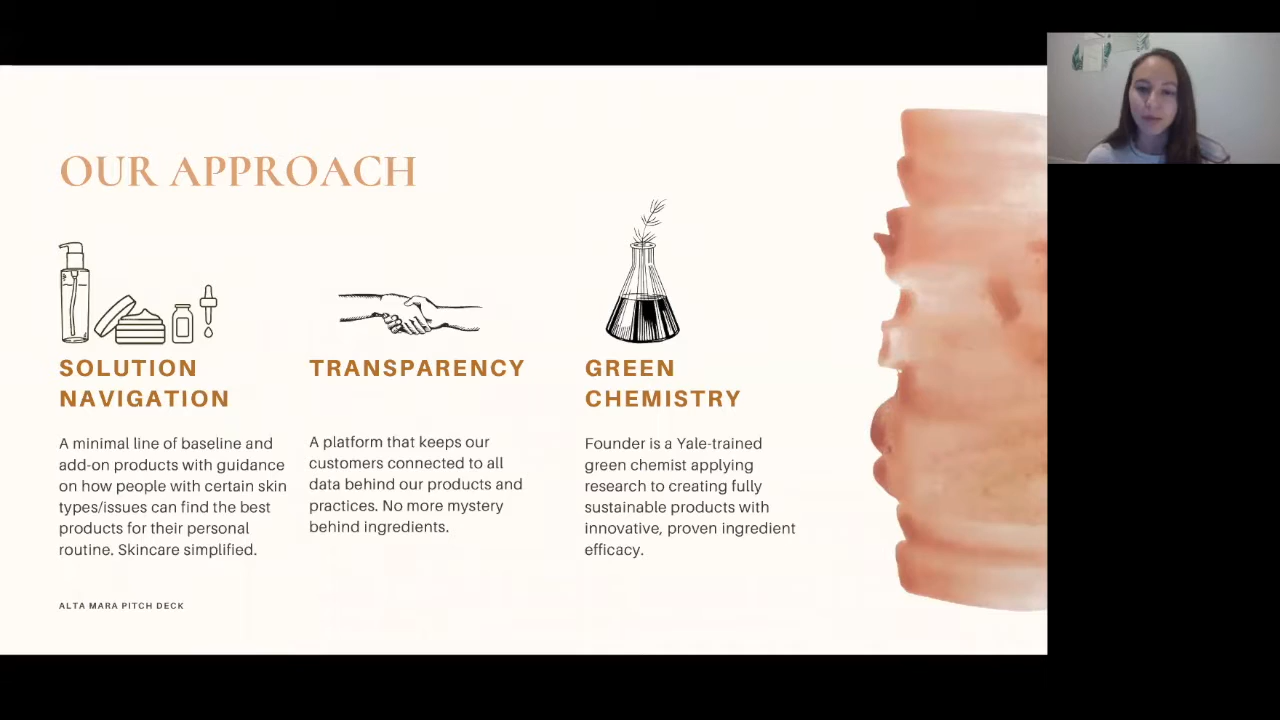 OUR APPROACH
SOLUTION
NAVIGATION
A minimal line of baseline and
add-on products with guidance
on how people with certain skin
types/issues can find the best
products for their personal
routine. Skincare simplified.
TRANSPARENCY
A platform that keeps our
customers connected to all
data behind our products and
practices. No more mystery
behind ingredients.
GREEN
CHEMISTRY
Founder is a Yale-trained
green chemist applying
research to creating fully
sustainable products with
innovative, proven ingredient
efficacy.
ALTA MARA PITCH DECK